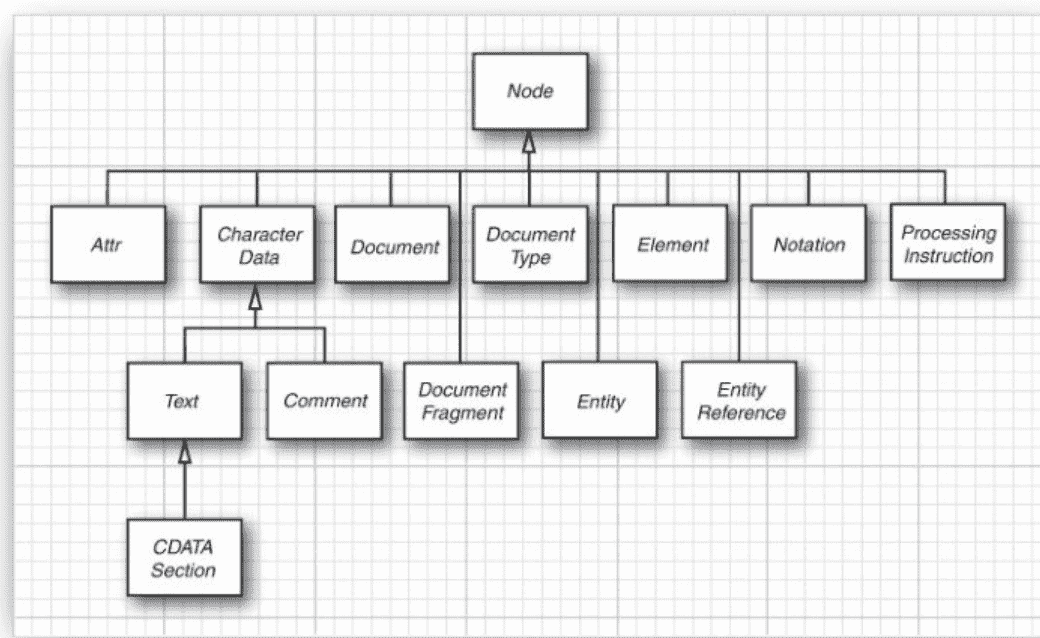 Node
Attr
Character
Data
Document
Document
Type
Element
Notation
Processing
Instruction
Text
Comment
Document
Fragment
Entity
Entity
Reference
CDATA
Section